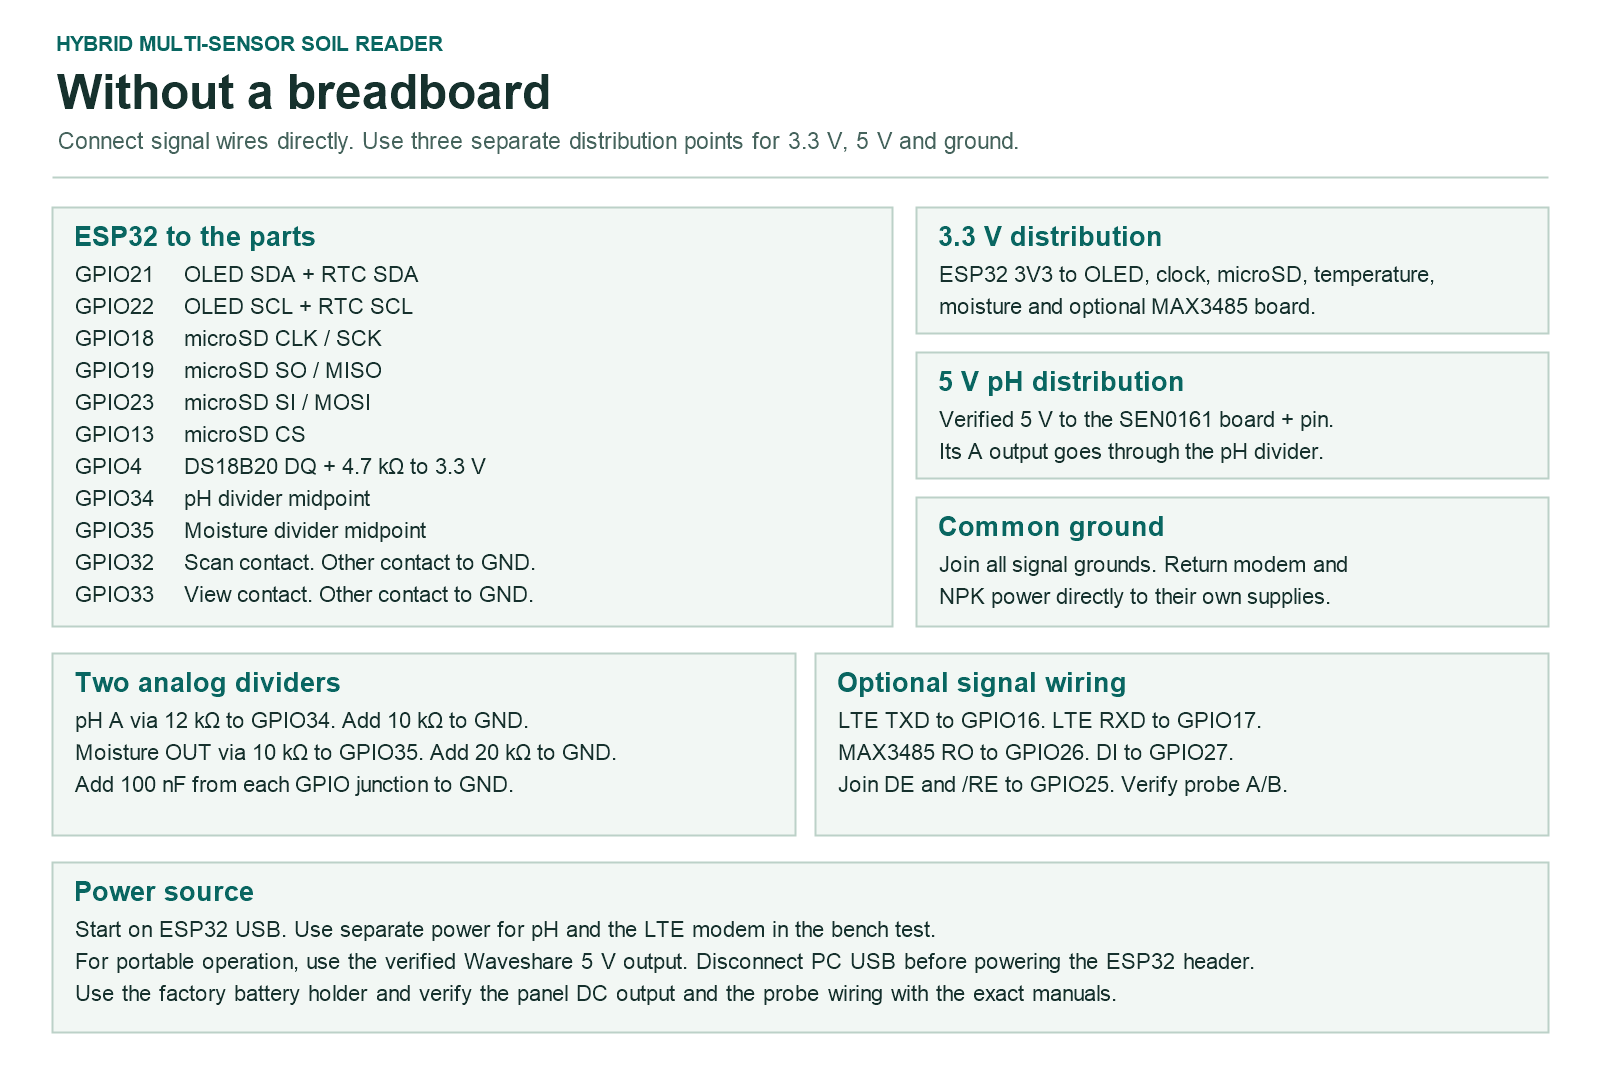 HYBRID MULTI-SENSOR SOIL READER
Without a breadboard
Connect signal wires directly. Use three separate distribution points for 3.3 V, 5 V and ground.
ESP32 to the parts
GPIO21 OLED SDA + RTC SDA
GPIO22 OLED SCL + RTC SCL
GPIO18 microSD CLK / SCK
GPIO19 microSD SO / MISO
GPIO23 microSD SI / MOSI
GPIO13 microSD CS
GPIO4 DS18B20 DQ + 4.7 kΩ to 3.3 V
GPIO34 pH divider midpoint
GPIO35 Moisture divider midpoint
GPIO32 Scan contact. Other contact to GND.
GPIO33 View contact. Other contact to GND.
3.3 V distribution
ESP32 3V3 to OLED, clock, microSD, temperature,
moisture and optional MAX3485 board.
5 V pH distribution
Verified 5 V to the SEN0161 board + pin.
Its A output goes through the pH divider.
Common ground
Join all signal grounds. Return modem and
NPK power directly to their own supplies.
Two analog dividers
pH A via 12 kΩ to GPIO34. Add 10 kΩ to GND.
Moisture OUT via 10 kΩ to GPIO35. Add 20 kΩ to GND.
Add 100 nF from each GPIO junction to GND.
Optional signal wiring
LTE TXD to GPIO16. LTE RXD to GPIO17.
MAX3485 RO to GPIO26. DI to GPIO27.
Join DE and /RE to GPIO25. Verify probe A/B.
Power source
Start on ESP32 USB. Use separate power for pH and the LTE modem in the bench test.
For portable operation, use the verified Waveshare 5 V output. Disconnect PC USB before powering the ESP32 header.
Use the factory battery holder and verify the panel DC output and the probe wiring with the exact manuals.